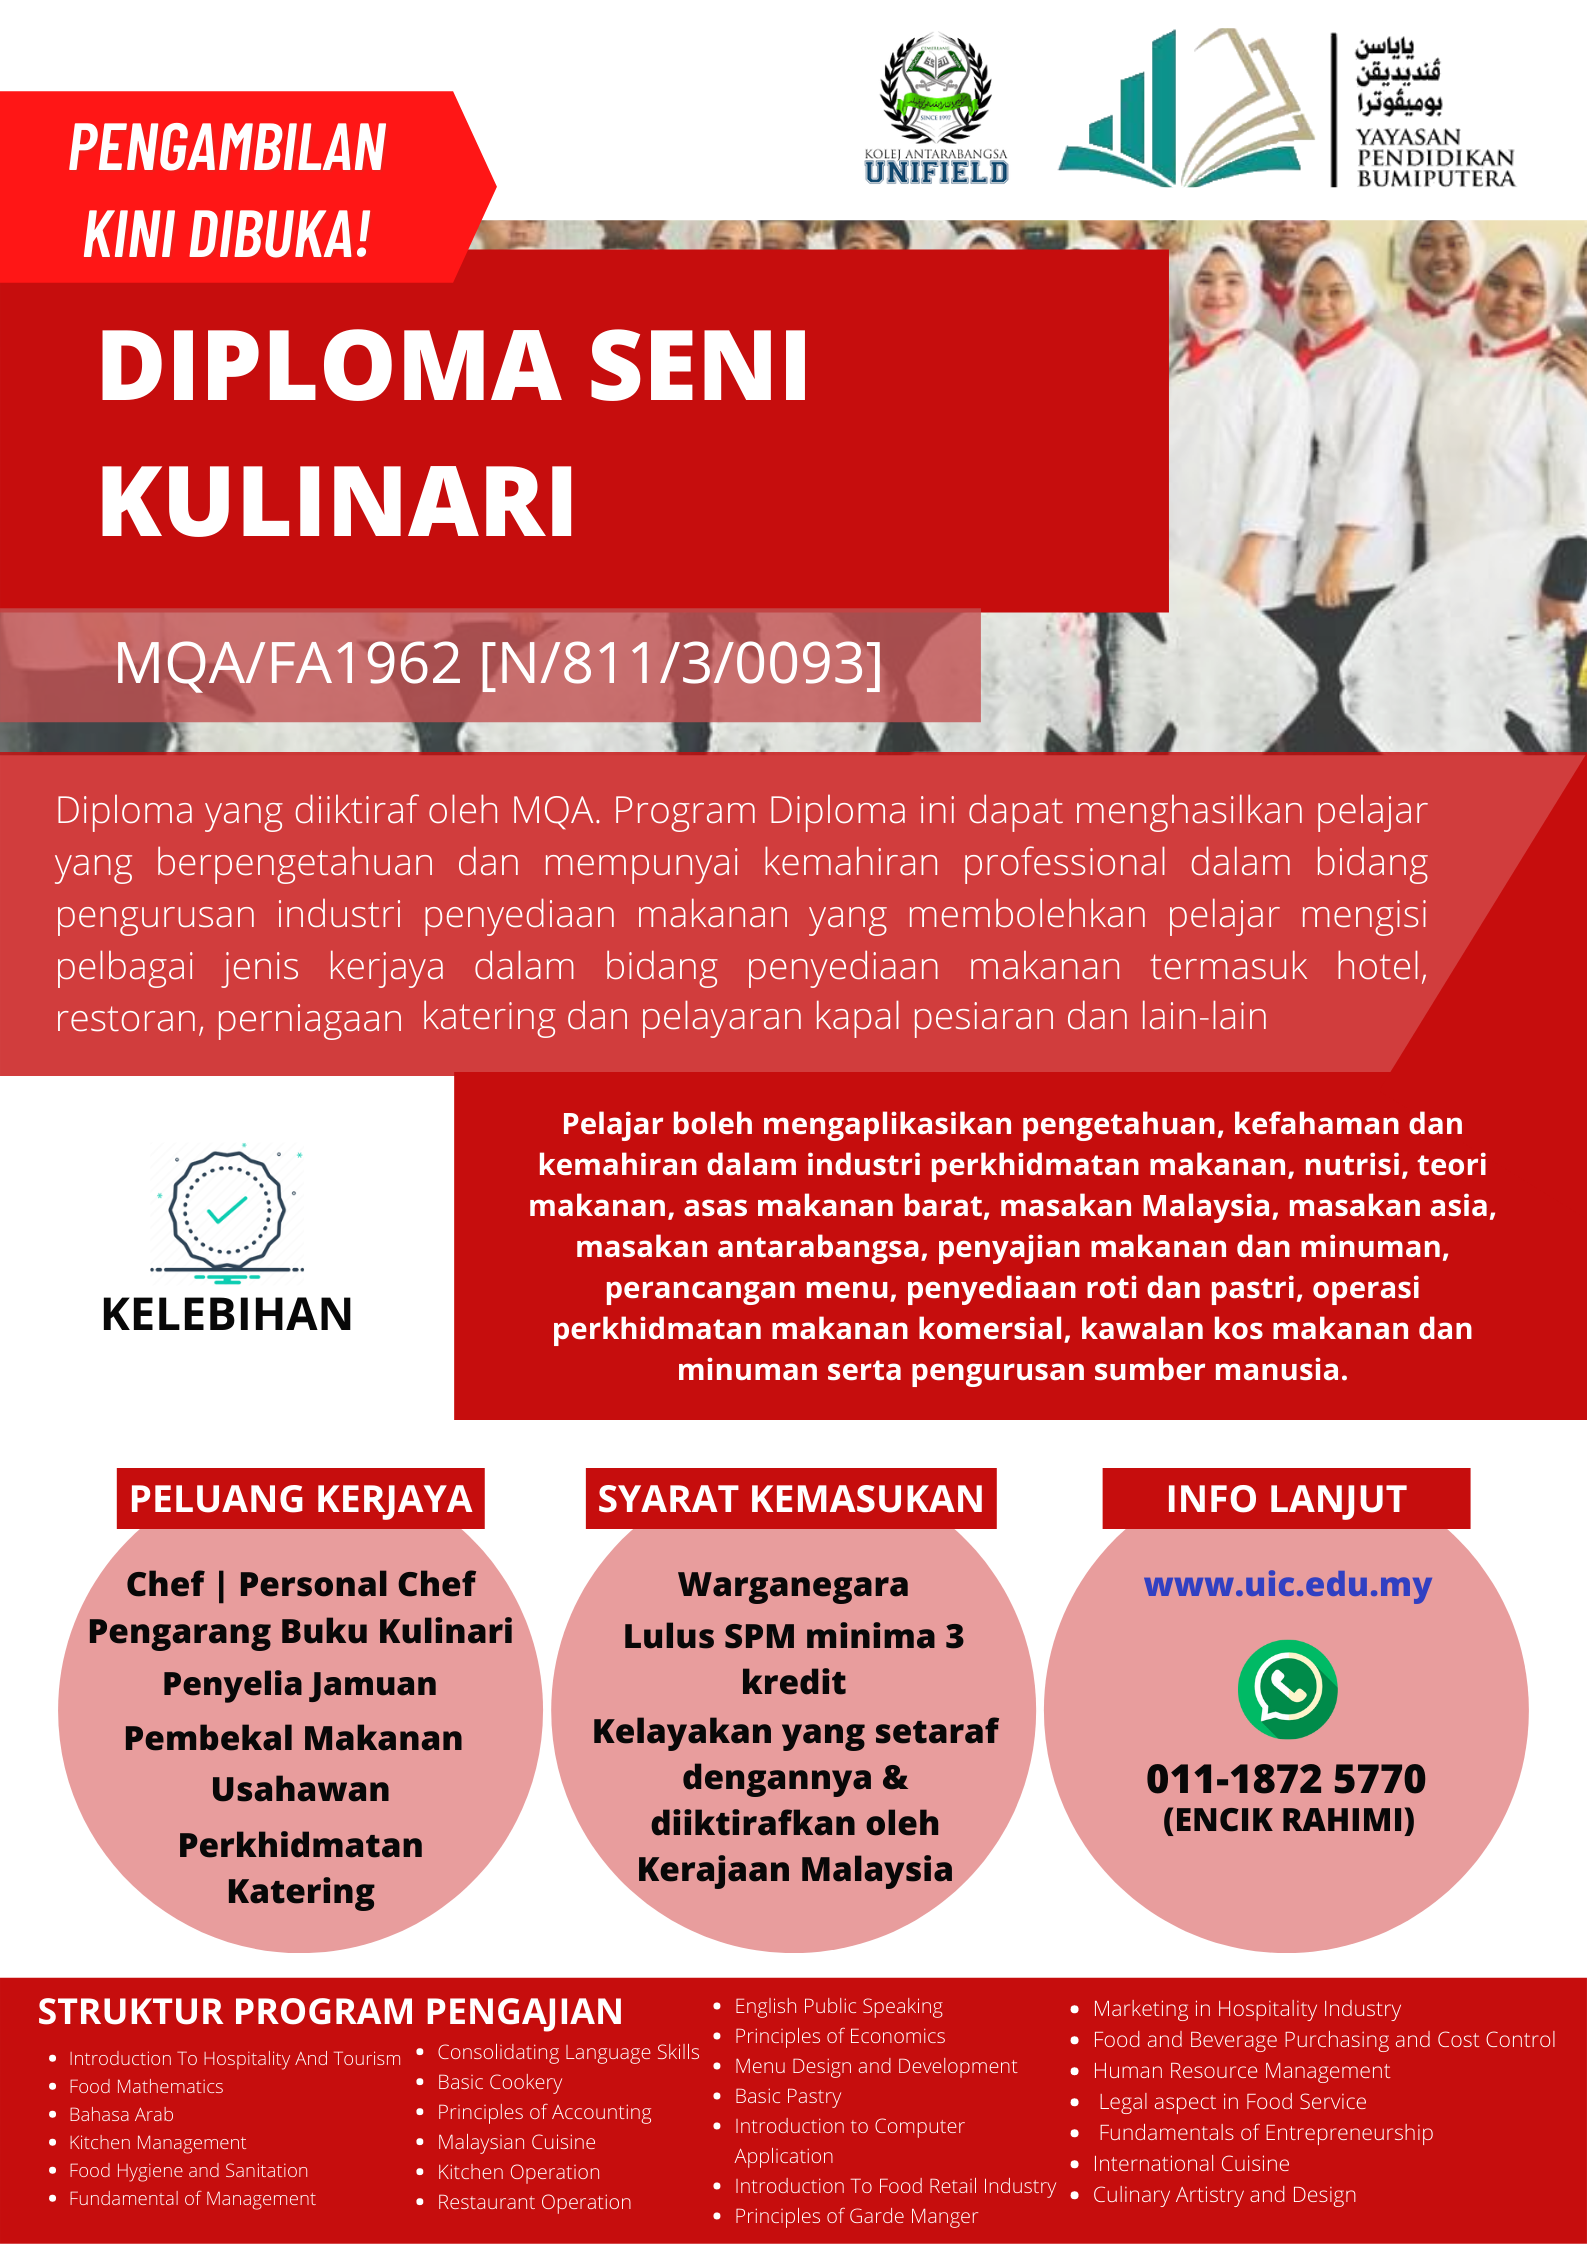 KOLEJ ANTARABANGSA
UNIFIELD
SINCE 1997
ياياسن
ڤنديديقن
بوميڤوترا
YAYASAN
PENDIDIKAN
BUMIPUTERA
PENGAMBILAN
KINI DIBUKA!
DIPLOMA SENI
KULINARI
MQA/FA1962 [N/811/3/0093]
Diploma yang diiktiraf oleh MQA. Program Diploma ini dapat menghasilkan pelajar
yang berpengetahuan dan mempunyai kemahiran professional dalam bidang
pengurusan industri penyediaan makanan yang membolehkan pelajar mengisi
pelbagai jenis kerjaya dalam bidang penyediaan makanan termasuk hotel,
restoran, perniagaan katering dan pelayaran kapal pesiaran dan lain-lain
KELEBIHAN
Pelajar boleh mengaplikasikan pengetahuan, kefahaman dan
kemahiran dalam industri perkhidmatan makanan, nutrisi, teori
makanan, asas makanan barat, masakan Malaysia, masakan asia,
masakan antarabangsa, penyajian makanan dan minuman,
perancangan menu, penyediaan roti dan pastri, operasi
perkhidmatan makanan komersial, kawalan kos makanan dan
minuman serta pengurusan sumber manusia.
PELUANG KERJAYA
Chef | Personal Chef
Pengarang Buku Kulinari
Penyelia Jamuan
Pembekal Makanan
Usahawan
Perkhidmatan
Katering
SYARAT KEMASUKAN
Warganegara
Lulus SPM minima 3
kredit
Kelayakan yang setaraf
dengannya &
diiktirafkan oleh
Kerajaan Malaysia
INFO LANJUT
www.uic.edu.my
011-1872 5770
(ENCIK RAHIMI)
STRUKTUR PROGRAM PENGAJIAN
• Introduction To Hospitality And Tourism
• Food Mathematics
• Bahasa Arab
• Kitchen Management
• Food Hygiene and Sanitation
• Fundamental of Management
• Consolidating Language Skills
• Basic Cookery
• Principles of Accounting
• Malaysian Cuisine
• Kitchen Operation
• Restaurant Operation
• English Public Speaking
• Principles of Economics
• Menu Design and Development
• Basic Pastry
• Introduction to Computer
Application
• Introduction To Food Retail Industry
• Principles of Garde Manger
• Marketing in Hospitality Industry
• Food and Beverage Purchasing and Cost Control
• Human Resource Management
• Legal aspect in Food Service
• Fundamentals of Entrepreneurship
• International Cuisine
• Culinary Artistry and Design